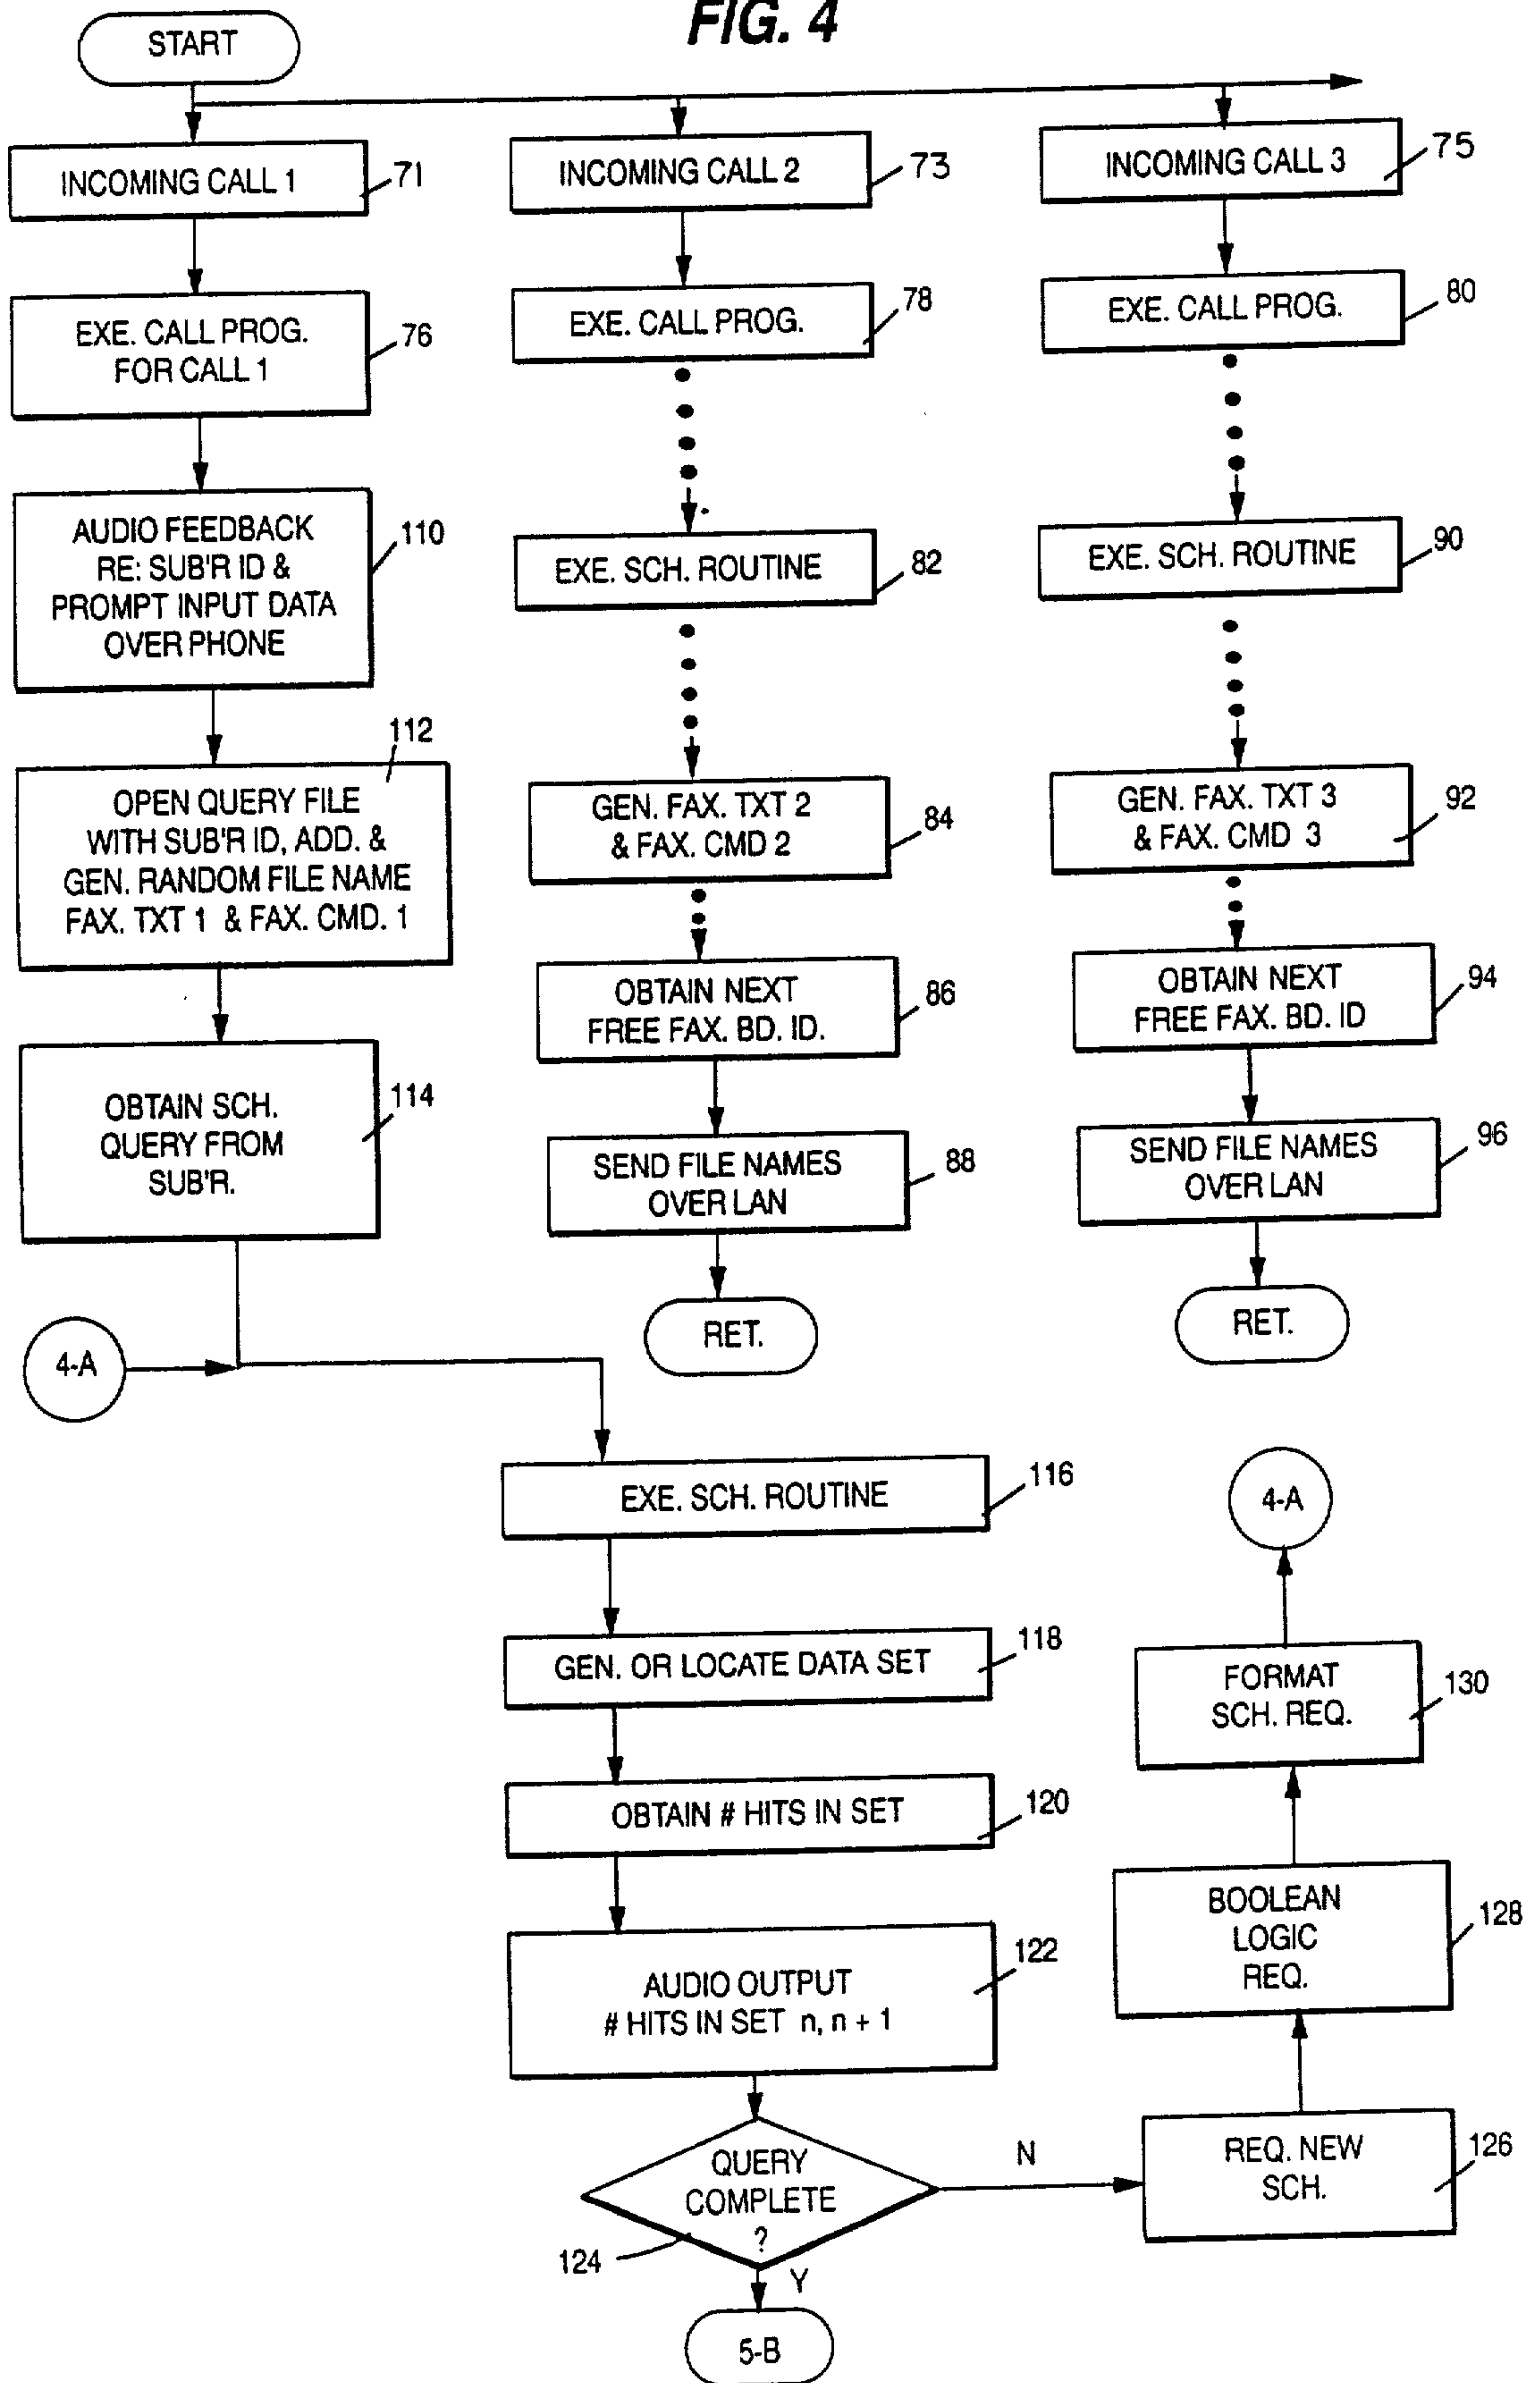 FIG. 4
START
INCOMING CALL 1
71
INCOMING CALL 2
73
INCOMING CALL 3
75
EXE. CALL PROG.
FOR CALL 1
76
EXE. CALL PROG.
78
EXE. CALL PROG.
80
AUDIO FEEDBACK
RE: SUB'R ID &
PROMPT INPUT DATA
OVER PHONE
110
EXE. SCH. ROUTINE
82
EXE. SCH. ROUTINE
90
112
OPEN QUERY FILE
WITH SUB'R ID, ADD. &
GEN. RANDOM FILE NAME
FAX. TXT 1 & FAX. CMD. 1
GEN. FAX. TXT 2
& FAX. CMD 2
84
GEN. FAX. TXT 3
& FAX. CMD 3
92
OBTAIN NEXT
FREE FAX. BD. ID.
86
OBTAIN NEXT
FREE FAX. BD. ID
94
OBTAIN SCH.
QUERY FROM
SUB'R.
114
SEND FILE NAMES
OVER LAN
88
SEND FILE NAMES
OVER LAN
96
RET.
RET.
4-A
EXE. SCH. ROUTINE
116
4-A
GEN. OR LOCATE DATA SET
118
FORMAT
SCH. REQ.
130
OBTAIN # HITS IN SET
120
BOOLEAN
LOGIC
REQ.
128
AUDIO OUTPUT
# HITS IN SET n, n + 1
122
QUERY
COMPLETE
?
124
N
REQ. NEW
SCH.
126
Y
5-B